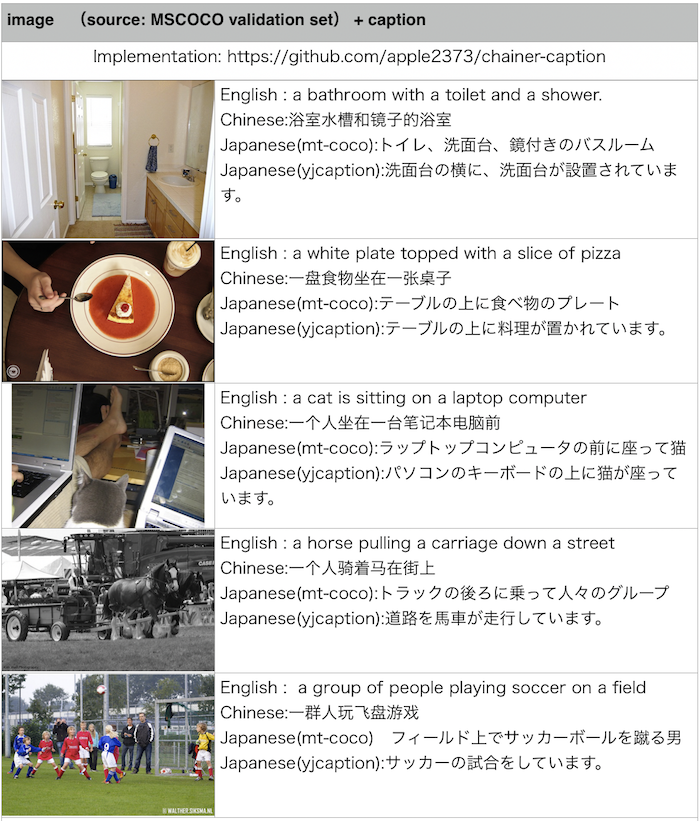 image （source: MSCOCO validation set） + caption
Implementation: https://github.com/apple2373/chainer-caption
English : a bathroom with a toilet and a shower.
Chinese:浴室水槽和镜子的浴室
Japanese(mt-coco):トイレ、洗面台、鏡付きのバスルーム
Japanese(yjcaption):洗面台の横に、洗面台が設置されていま
す。
English : a white plate topped with a slice of pizza
Chinese:一盘食物坐在一张桌子
Japanese(mt-coco):テーブルの上に食べ物のプレート
Japanese(yjcaption):テーブルの上に料理が置かれています。
English : a cat is sitting on a laptop computer
Chinese:一个人坐在一台笔记本电脑前
Japanese(mt-coco):ラップトップコンピュータの前に座って猫
Japanese(yjcaption):パソコンのキーボードの上に猫が座って
います。
CASE
English : a horse pulling a carriage down a street
Chinese:一个人骑着马在街上
Japanese(mt-coco):トラックの後ろに乗って人々のグループ
Japanese(yjcaption):道路を馬車が走行しています。
English : a group of people playing soccer on a field
Chinese:一群人玩飞盘游戏
Japanese(mt-coco) フィールド上でサッカーボールを蹴る男
Japanese(yjcaption):サッカーの試合をしています。
© WALTHER.SIKSMA.NL